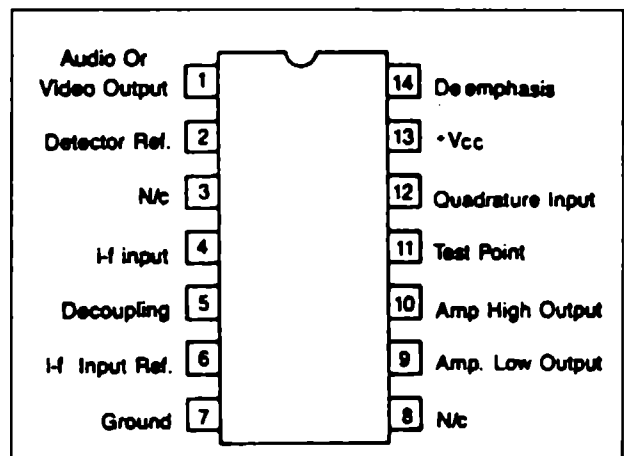 Audio Or
Video Output 1
Detector Ref. 2
N/c 3
I-f input 4
Decoupling 5
I-f Input Ref. 6
Ground 7
14 De emphasis
13 +Vcc
12 Quadrature Input
11 Test Point
10 Amp High Output
9 Amp. Low Output
8 N/c